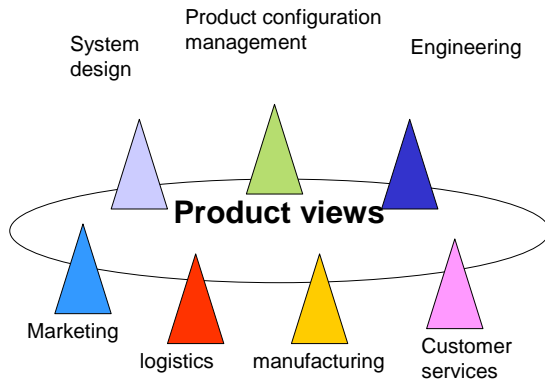 Product configuration
management
System
design
Engineering
Product views
Marketing
logistics
manufacturing
Customer
services